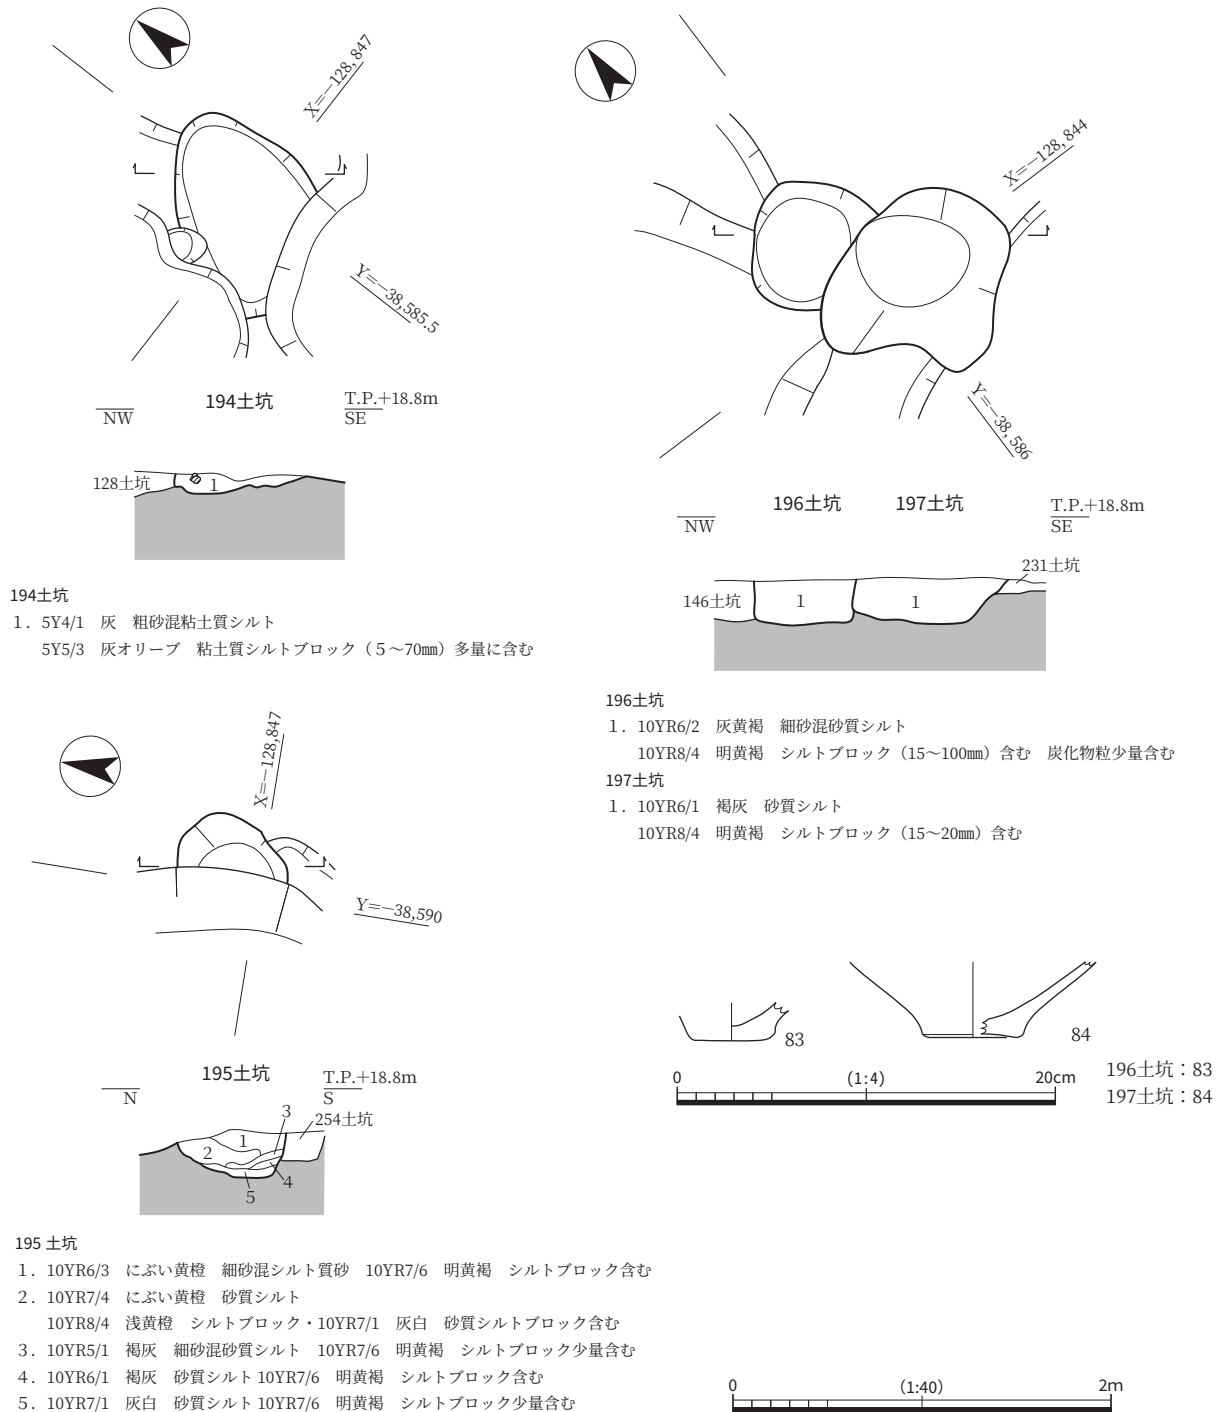 X=−128,847
Y=−38,585.5
194土坑
NW
T.P.+18.8m
SE
128土坑
1
194土坑
1．5Y4/1　灰　粗砂混粘土質シルト
5Y5/3　灰オリーブ　粘土質シルトブロック（5〜70㎜）多量に含む
X=−128,844
Y=−38,586
196土坑
197土坑
NW
T.P.+18.8m
SE
231土坑
146土坑
1
1
196土坑
1．10YR6/2　灰黄褐　細砂混砂質シルト
10YR8/4　明黄褐　シルトブロック（15〜100㎜）含む　炭化物粒少量含む
197土坑
1．10YR6/1　褐灰　砂質シルト
10YR8/4　明黄褐　シルトブロック（15〜20㎜）含む
X=−128,847
Y=−38,590
195土坑
N
T.P.+18.8m
S
3
254土坑
1
2
4
5
195 土坑
1．10YR6/3　にぶい黄橙　細砂混シルト質砂　10YR7/6　明黄褐　シルトブロック含む
2．10YR7/4　にぶい黄橙　砂質シルト
10YR8/4　浅黄橙　シルトブロック・10YR7/1　灰白　砂質シルトブロック含む
3．10YR5/1　褐灰　細砂混砂質シルト　10YR7/6　明黄褐　シルトブロック少量含む
4．10YR6/1　褐灰　砂質シルト 10YR7/6　明黄褐　シルトブロック含む
5．10YR7/1　灰白　砂質シルト 10YR7/6　明黄褐　シルトブロック少量含む
83
84
0
(1:4)
20cm
196土坑：83
197土坑：84
0
(1:40)
2m